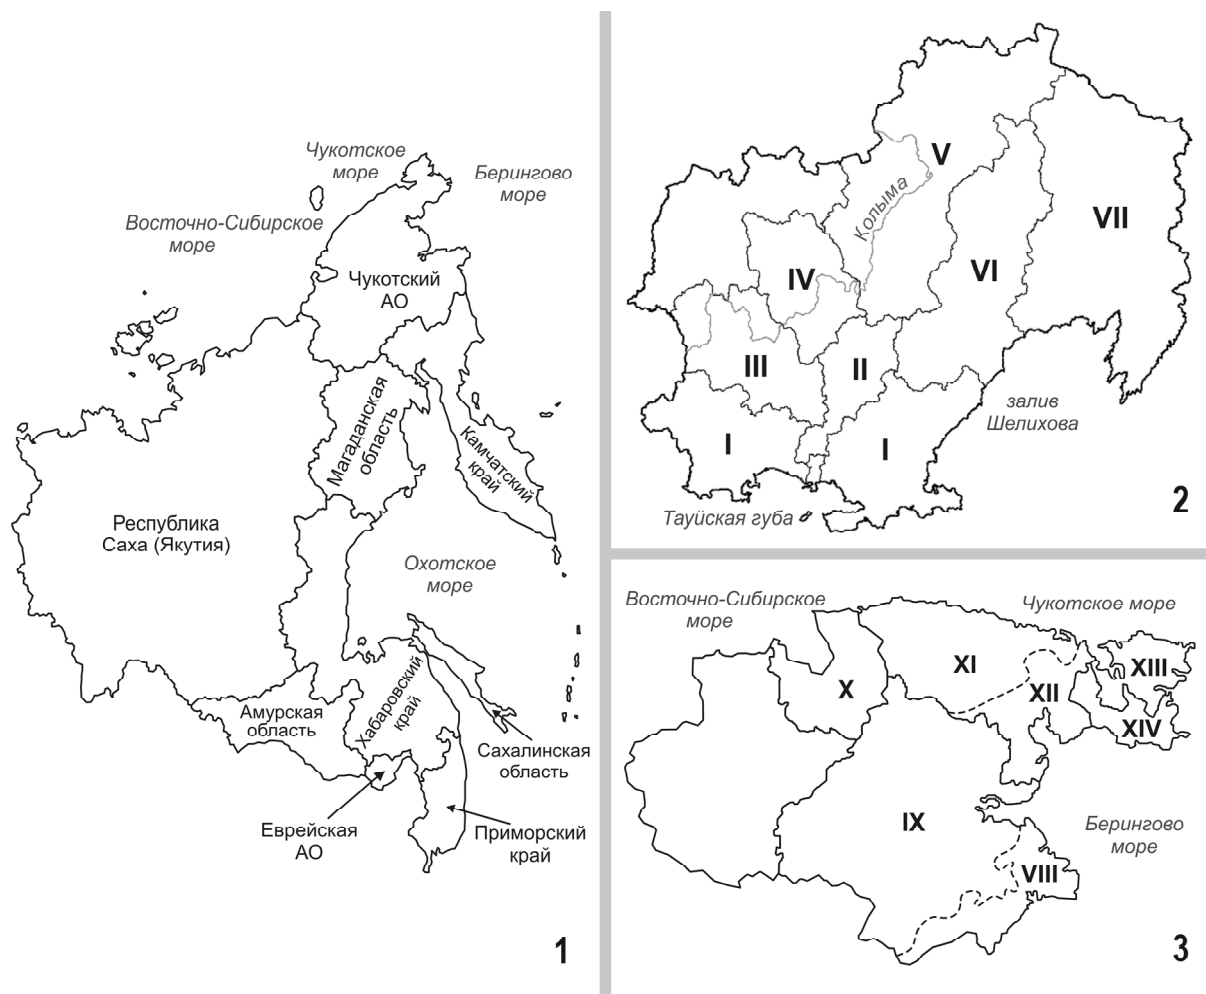 Чукотское
море
Берингово
море
Восточно-Сибирское
море
Чукотский
АО
Магаданская
область
Камчатский
край
Республика
Саха (Якутия)
Охотское
море
Хабаровский
край
Амурская
область
Сахалинская
область
Еврейская
АО
Приморский
край
1
V
Колыма
VII
VI
IV
III
II
залив
Шелихова
I
I
Тауйская губа
2
Восточно-Сибирское
море
Чукотское море
XI
XIII
X
XII
XIV
IX
Берингово
море
VIII
3